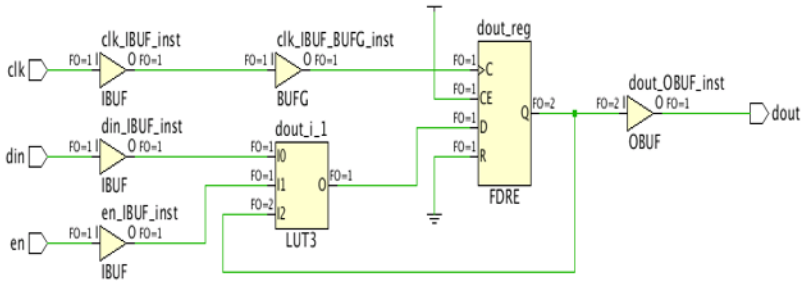 clk_IBUF_inst clk_IBUF_BUFG_inst dout_reg
clk FO=1 I O FO=1 FO=1 I O FO=1 FO=1 C
IBUF BUFG
FO=1 CE FO=2 dout_OBUF_inst
Q FO=2 I O FO=1 dout
din_IBUF_inst dout_i_1 FO=1 D
OBUF
din FO=1 I O FO=1 FO=1 I0 FO=1 R
IBUF FDRE
FO=1 I1 O FO=1
en_IBUF_inst FO=2 I2
en FO=1 I O FO=1 LUT3
IBUF